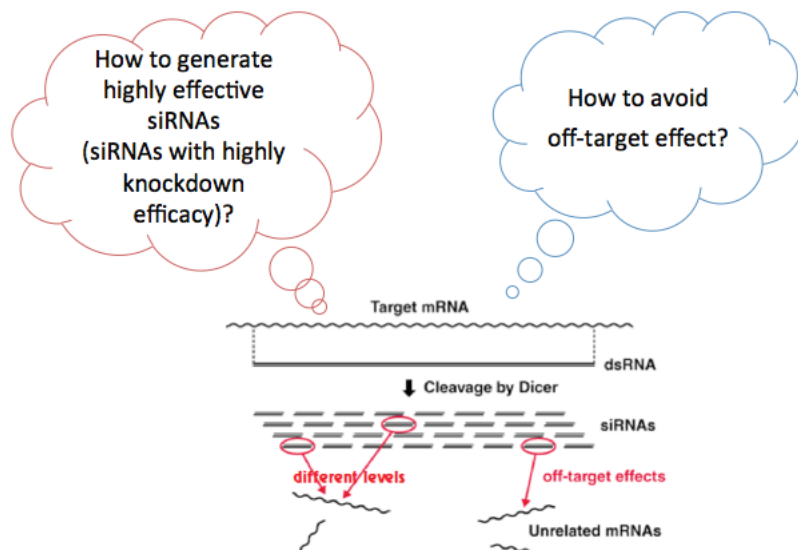 How to generate
highly effective
siRNAs
(siRNAs with highly
knockdown
efficacy)?
How to avoid
off-target effect?
Target mRNA
dsRNA
Cleavage by Dicer
siRNAs
different levels
off-target effects
Unrelated mRNAs